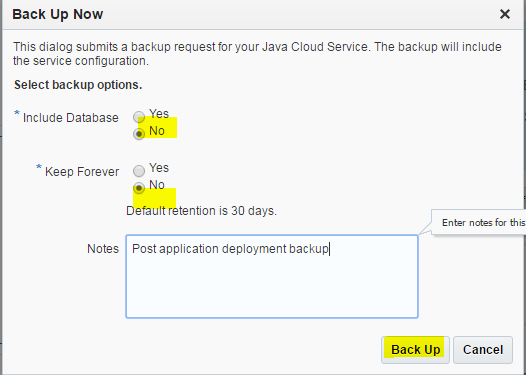 Back Up Now
This dialog submits a backup request for your Java Cloud Service. The backup will include
the service configuration.
Select backup options.
* Include Database
Yes
No
* Keep Forever
Yes
No
Default retention is 30 days.
Enter notes for this
Notes
Post application deployment backup
Back Up
Cancel